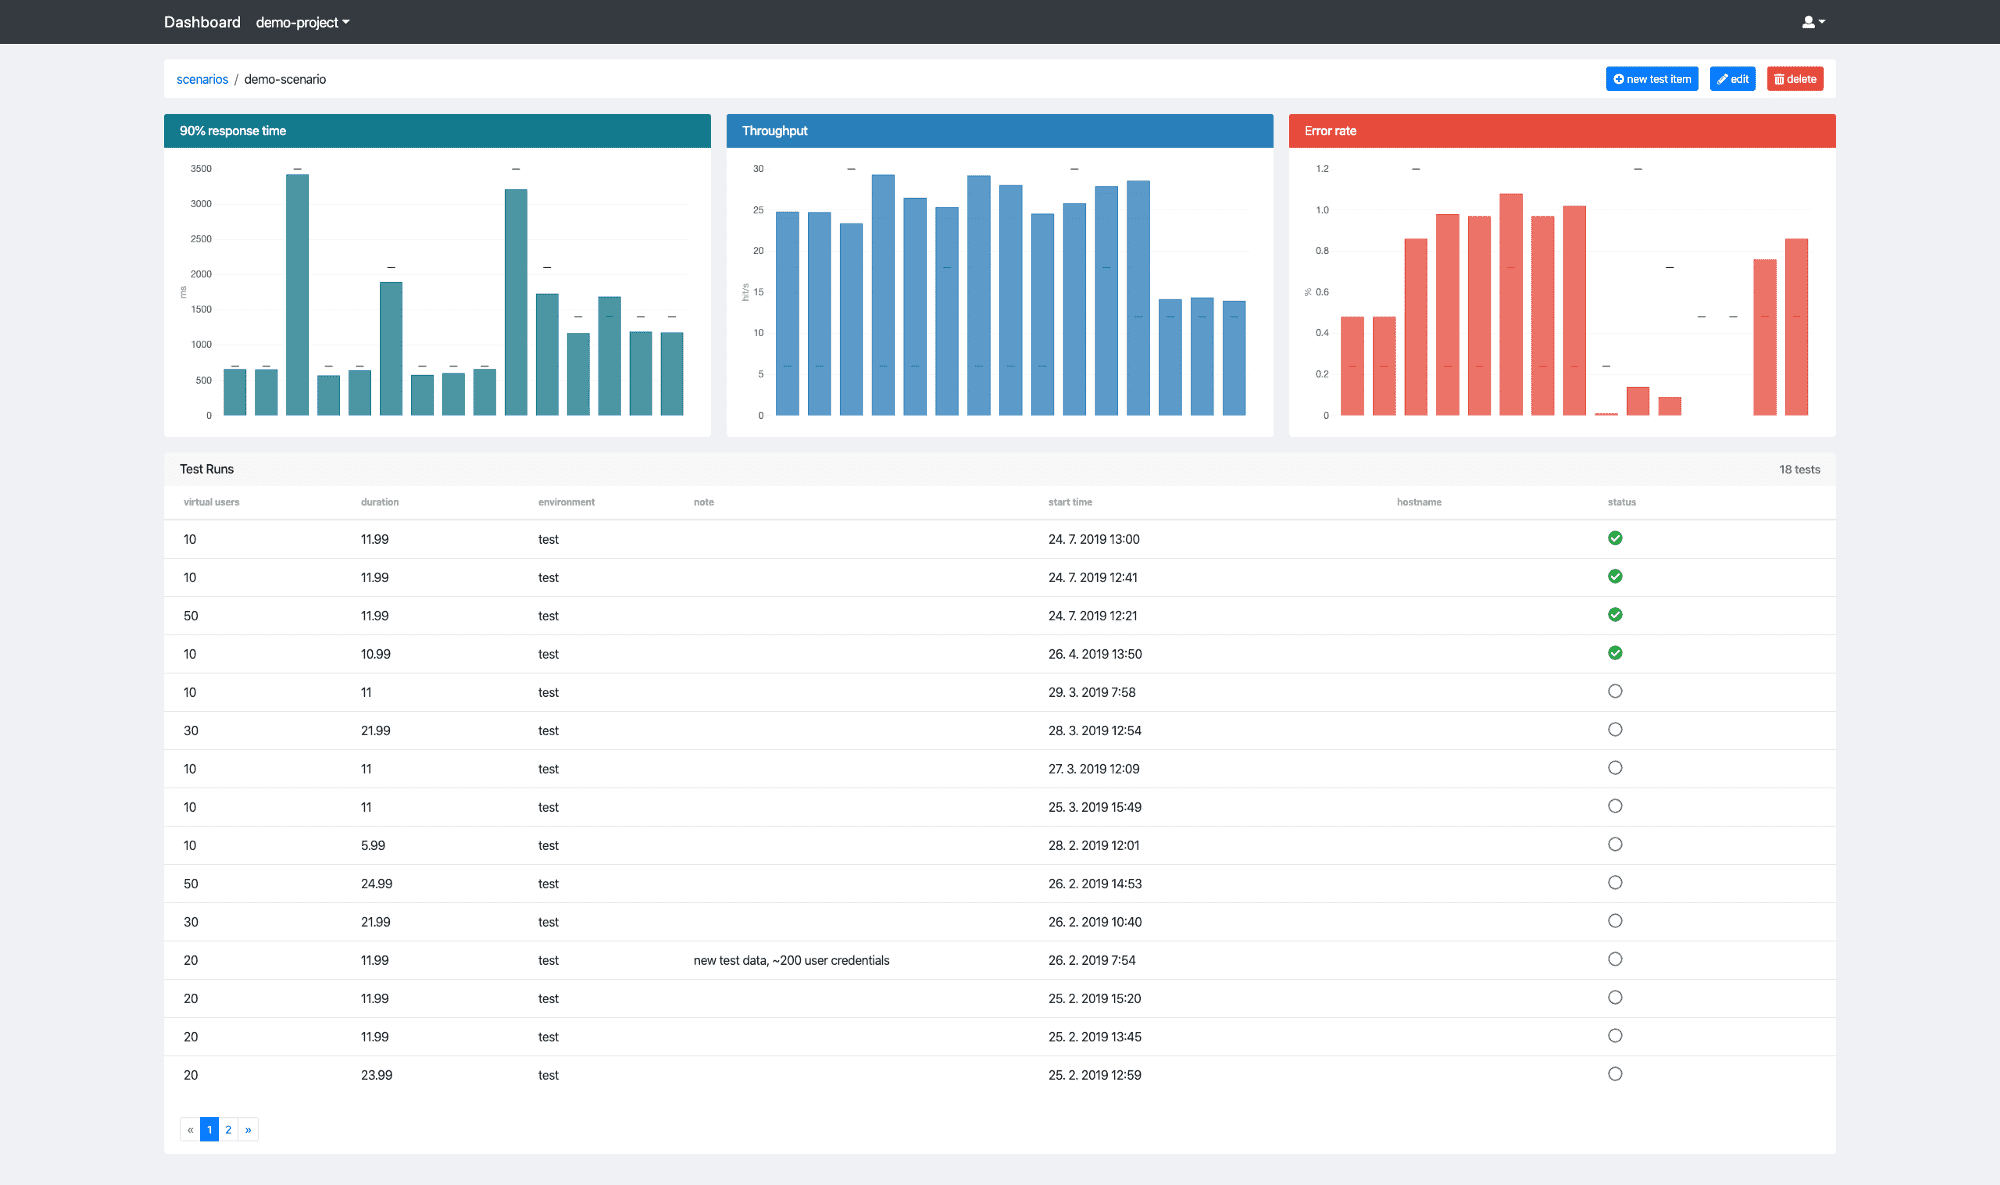 Dashboard demo-project
scenarios / demo-scenario
new test item edit delete
90% response time
3500
3000
2500
2000
1500
1000
500
0
ms
Throughput
30
25
20
15
10
5
0
hit/s
Error rate
1.2
1.0
0.8
0.6
0.4
0.2
0
%
Test Runs 18 tests
virtual users duration environment note start time hostname status
10 11.99 test 24. 7. 2019 13:00
10 11.99 test 24. 7. 2019 12:41
50 11.99 test 24. 7. 2019 12:21
10 10.99 test 26. 4. 2019 13:50
10 11 test 29. 3. 2019 7:58
30 21.99 test 28. 3. 2019 12:54
10 11 test 27. 3. 2019 12:09
10 11 test 25. 3. 2019 15:49
10 5.99 test 28. 2. 2019 12:01
50 24.99 test 26. 2. 2019 14:53
30 21.99 test 26. 2. 2019 10:40
20 11.99 test new test data, ~200 user credentials 26. 2. 2019 7:54
20 11.99 test 25. 2. 2019 15:20
20 11.99 test 25. 2. 2019 13:45
20 23.99 test 25. 2. 2019 12:59
« 1 2 »